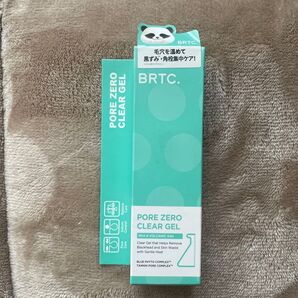 BRTC.
毛穴を温めて
黒ずみ・角栓集中ケア!
BRTC.
PORE ZERO
CLEAR GEL
PORE ZERO
CLEAR GEL
Clear Gel that Helps Remove
Blackhead and Skin Waste
with Gentle Heat
BLUE PHYTO COMPLEX™
TANNIN PORE COMPLEX™